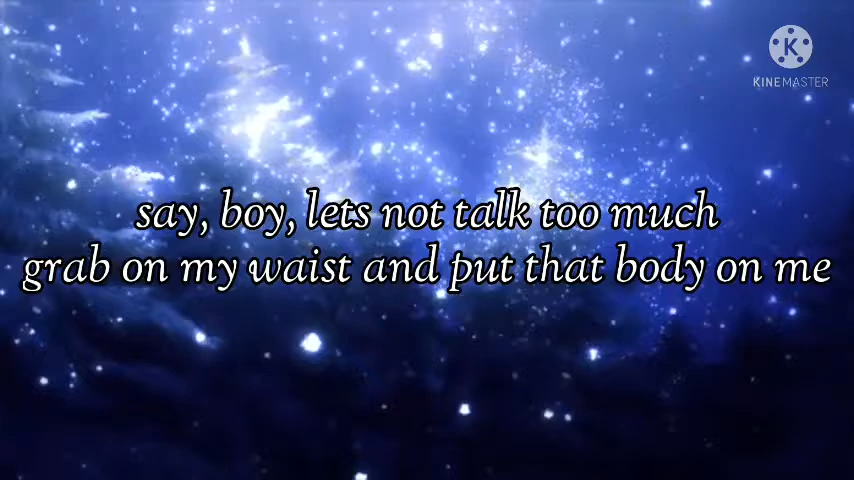 K
KINEMASTER
say, boy, lets not talk too much
grab on my waist and put that body on me